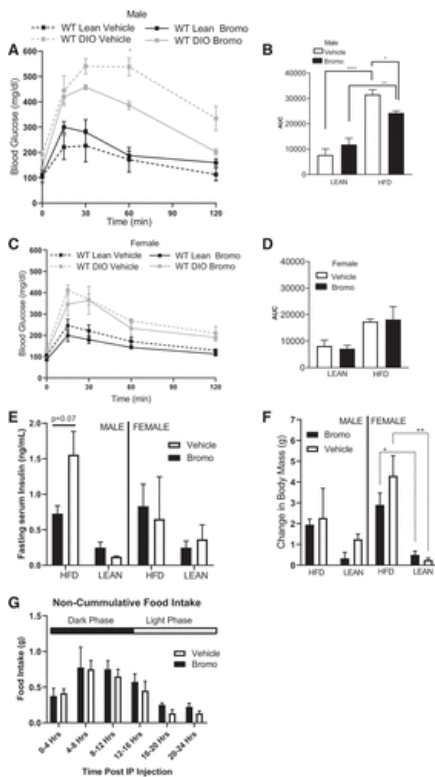 Male
WT Lean Vehicle WT Lean Bromo
WT DIO Vehicle WT DIO Bromo
A
Blood Glucose (mg/dl)
600
500
400
300
200
100
0
0 30 60 90 120
Time (min)
B
Vehicle
Bromo
****
*
**
AUC
40000
30000
20000
10000
0
LEAN HFD
C
Female
WT Lean Vehicle WT Lean Bromo
WT DIO Vehicle WT DIO Bromo
Blood Glucose (mg/dl)
600
500
400
300
200
100
0
0 30 60 90 120
Time (min)
D
Female
Vehicle
Bromo
AUC
40000
30000
20000
10000
0
LEAN HFD
E
p=0.07
MALE FEMALE
Vehicle
Bromo
Fasting serum Insulin (ng/mL)
2.0
1.5
1.0
0.5
0.0
HFD LEAN HFD LEAN
F
MALE FEMALE
Bromo
Vehicle
* **
Change in Body Mass (g)
7
6
5
4
3
2
1
0
HFD LEAN HFD LEAN
G
Non-Cummulative Food Intake
Dark Phase Light Phase
Vehicle
Bromo
Food Intake (g)
1.5
1.0
0.5
0.0
0-4 Hrs
4-8 Hrs
8-12 Hrs
12-16 Hrs
16-20 Hrs
20-24 Hrs
Time Post IP Injection